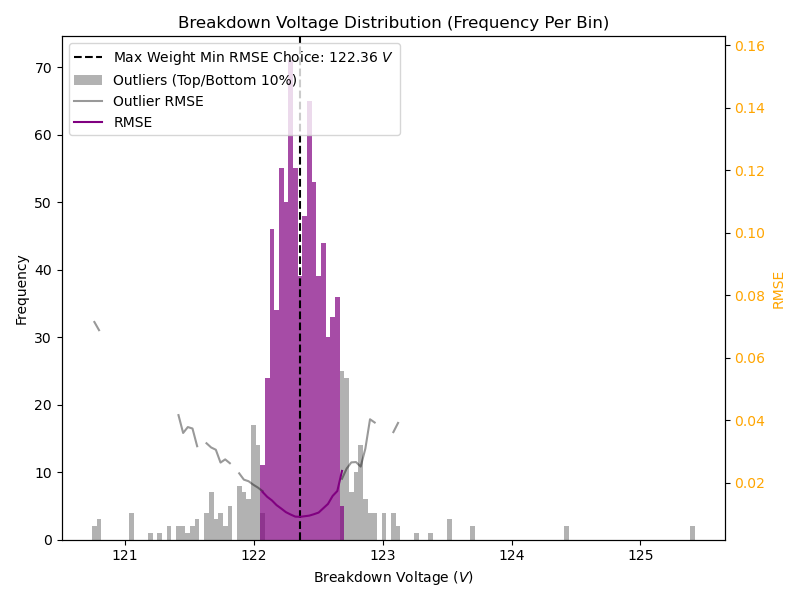 Breakdown Voltage Distribution (Frequency Per Bin)
Max Weight Min RMSE Choice: 122.36 V
Outliers (Top/Bottom 10%)
Outlier RMSE
RMSE
70
60
50
40
30
20
10
0
Frequency
0.16
0.14
0.12
0.10
0.08
0.06
0.04
0.02
RMSE
121 122 123 124 125
Breakdown Voltage (V)